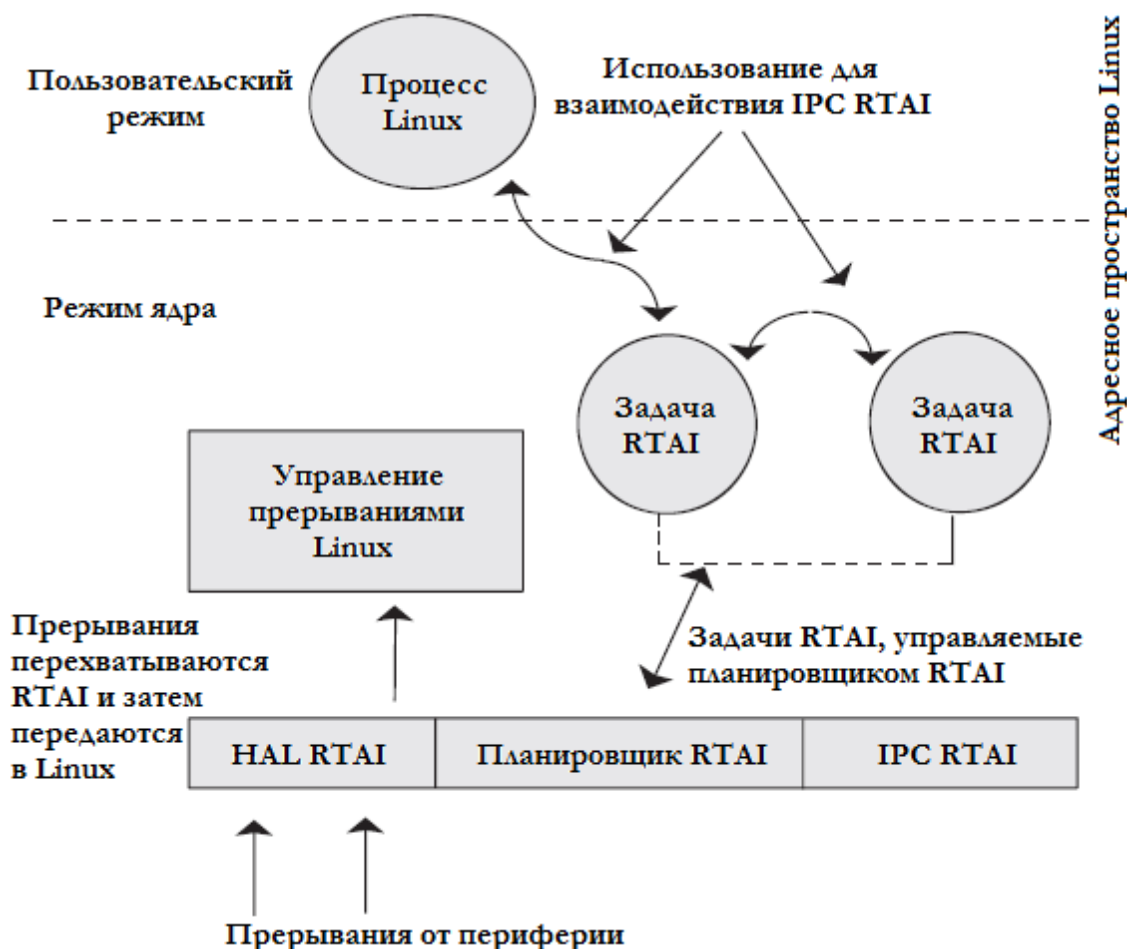 Пользовательский
режим
Процесс
Linux
Использование для
взаимодействия IPC RTAI
Адресное пространство Linux
Режим ядра
Задача
RTAI
Задача
RTAI
Управление
прерываниями
Linux
Прерывания
перехватываются
RTAI и затем
передаются
в Linux
Задачи RTAI, управляемые
планировщиком RTAI
HAL RTAI
Планировщик RTAI
IPC RTAI
Прерывания от периферии